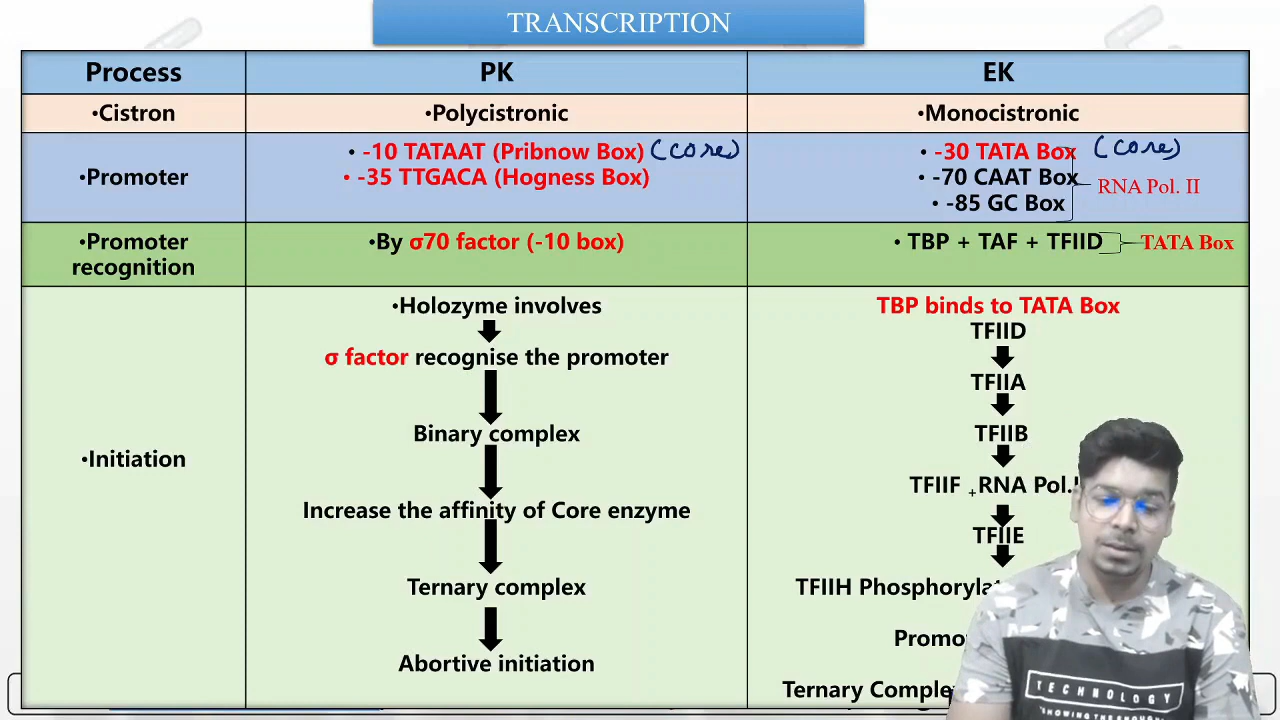 TRANSCRIPTION
Process PK EK
•Cistron •Polycistronic •Monocistronic
•Promoter
• -10 TATAAT (Pribnow Box) (core)
• -35 TTGACA (Hogness Box)
• -30 TATA Box (core)
• -70 CAAT Box
• -85 GC Box
RNA Pol. II
•Promoter
recognition
•By σ70 factor (-10 box)
• TBP + TAF + TFIID
TATA Box
•Initiation
•Holozyme involves
σ factor recognise the promoter
Binary complex
Increase the affinity of Core enzyme
Ternary complex
Abortive initiation
TBP binds to TATA Box
TFIID
TFIIA
TFIIB
TFIIF + RNA Pol.
TFIIE
TFIIH
Ternary
TECHNOLOGY